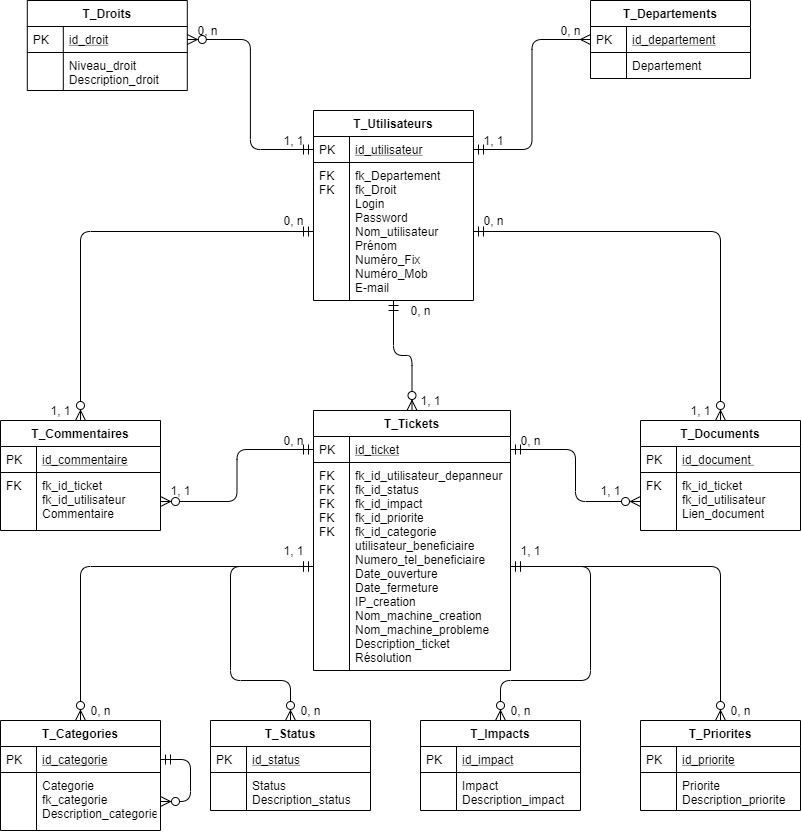 T_Droits
PK id_droit
Niveau_droit
Description_droit
0, n
T_Departements
PK id_departement
Departement
0, n
T_Utilisateurs
PK id_utilisateur
FK fk_Departement
FK fk_Droit
Login
Password
Nom_utilisateur
Prénom
Numéro_Fix
Numéro_Mob
E-mail
1, 1
1, 1
0, n
0, n
0, n
1, 1
1, 1
1, 1
T_Commentaires
PK id_commentaire
FK fk_id_ticket
fk_id_utilisateur
Commentaire
0, n
1, 1
T_Tickets
PK id_ticket
FK fk_id_utilisateur_depanneur
FK fk_id_status
FK fk_id_impact
FK fk_id_priorite
FK fk_id_categorie
utilisateur_beneficiaire
Numero_tel_beneficiaire
Date_ouverture
Date_fermeture
IP_creation
Nom_machine_creation
Nom_machine_probleme
Description_ticket
Résolution
0, n
1, 1
T_Documents
PK id_document
FK fk_id_ticket
fk_id_utilisateur
Lien_document
1, 1
1, 1
0, n
0, n
0, n
0, n
T_Categories
PK id_categorie
Categorie
fk_categorie
Description_categorie
T_Status
PK id_status
Status
Description_status
T_Impacts
PK id_impact
Impact
Description_impact
T_Priorites
PK id_priorite
Priorite
Description_priorite